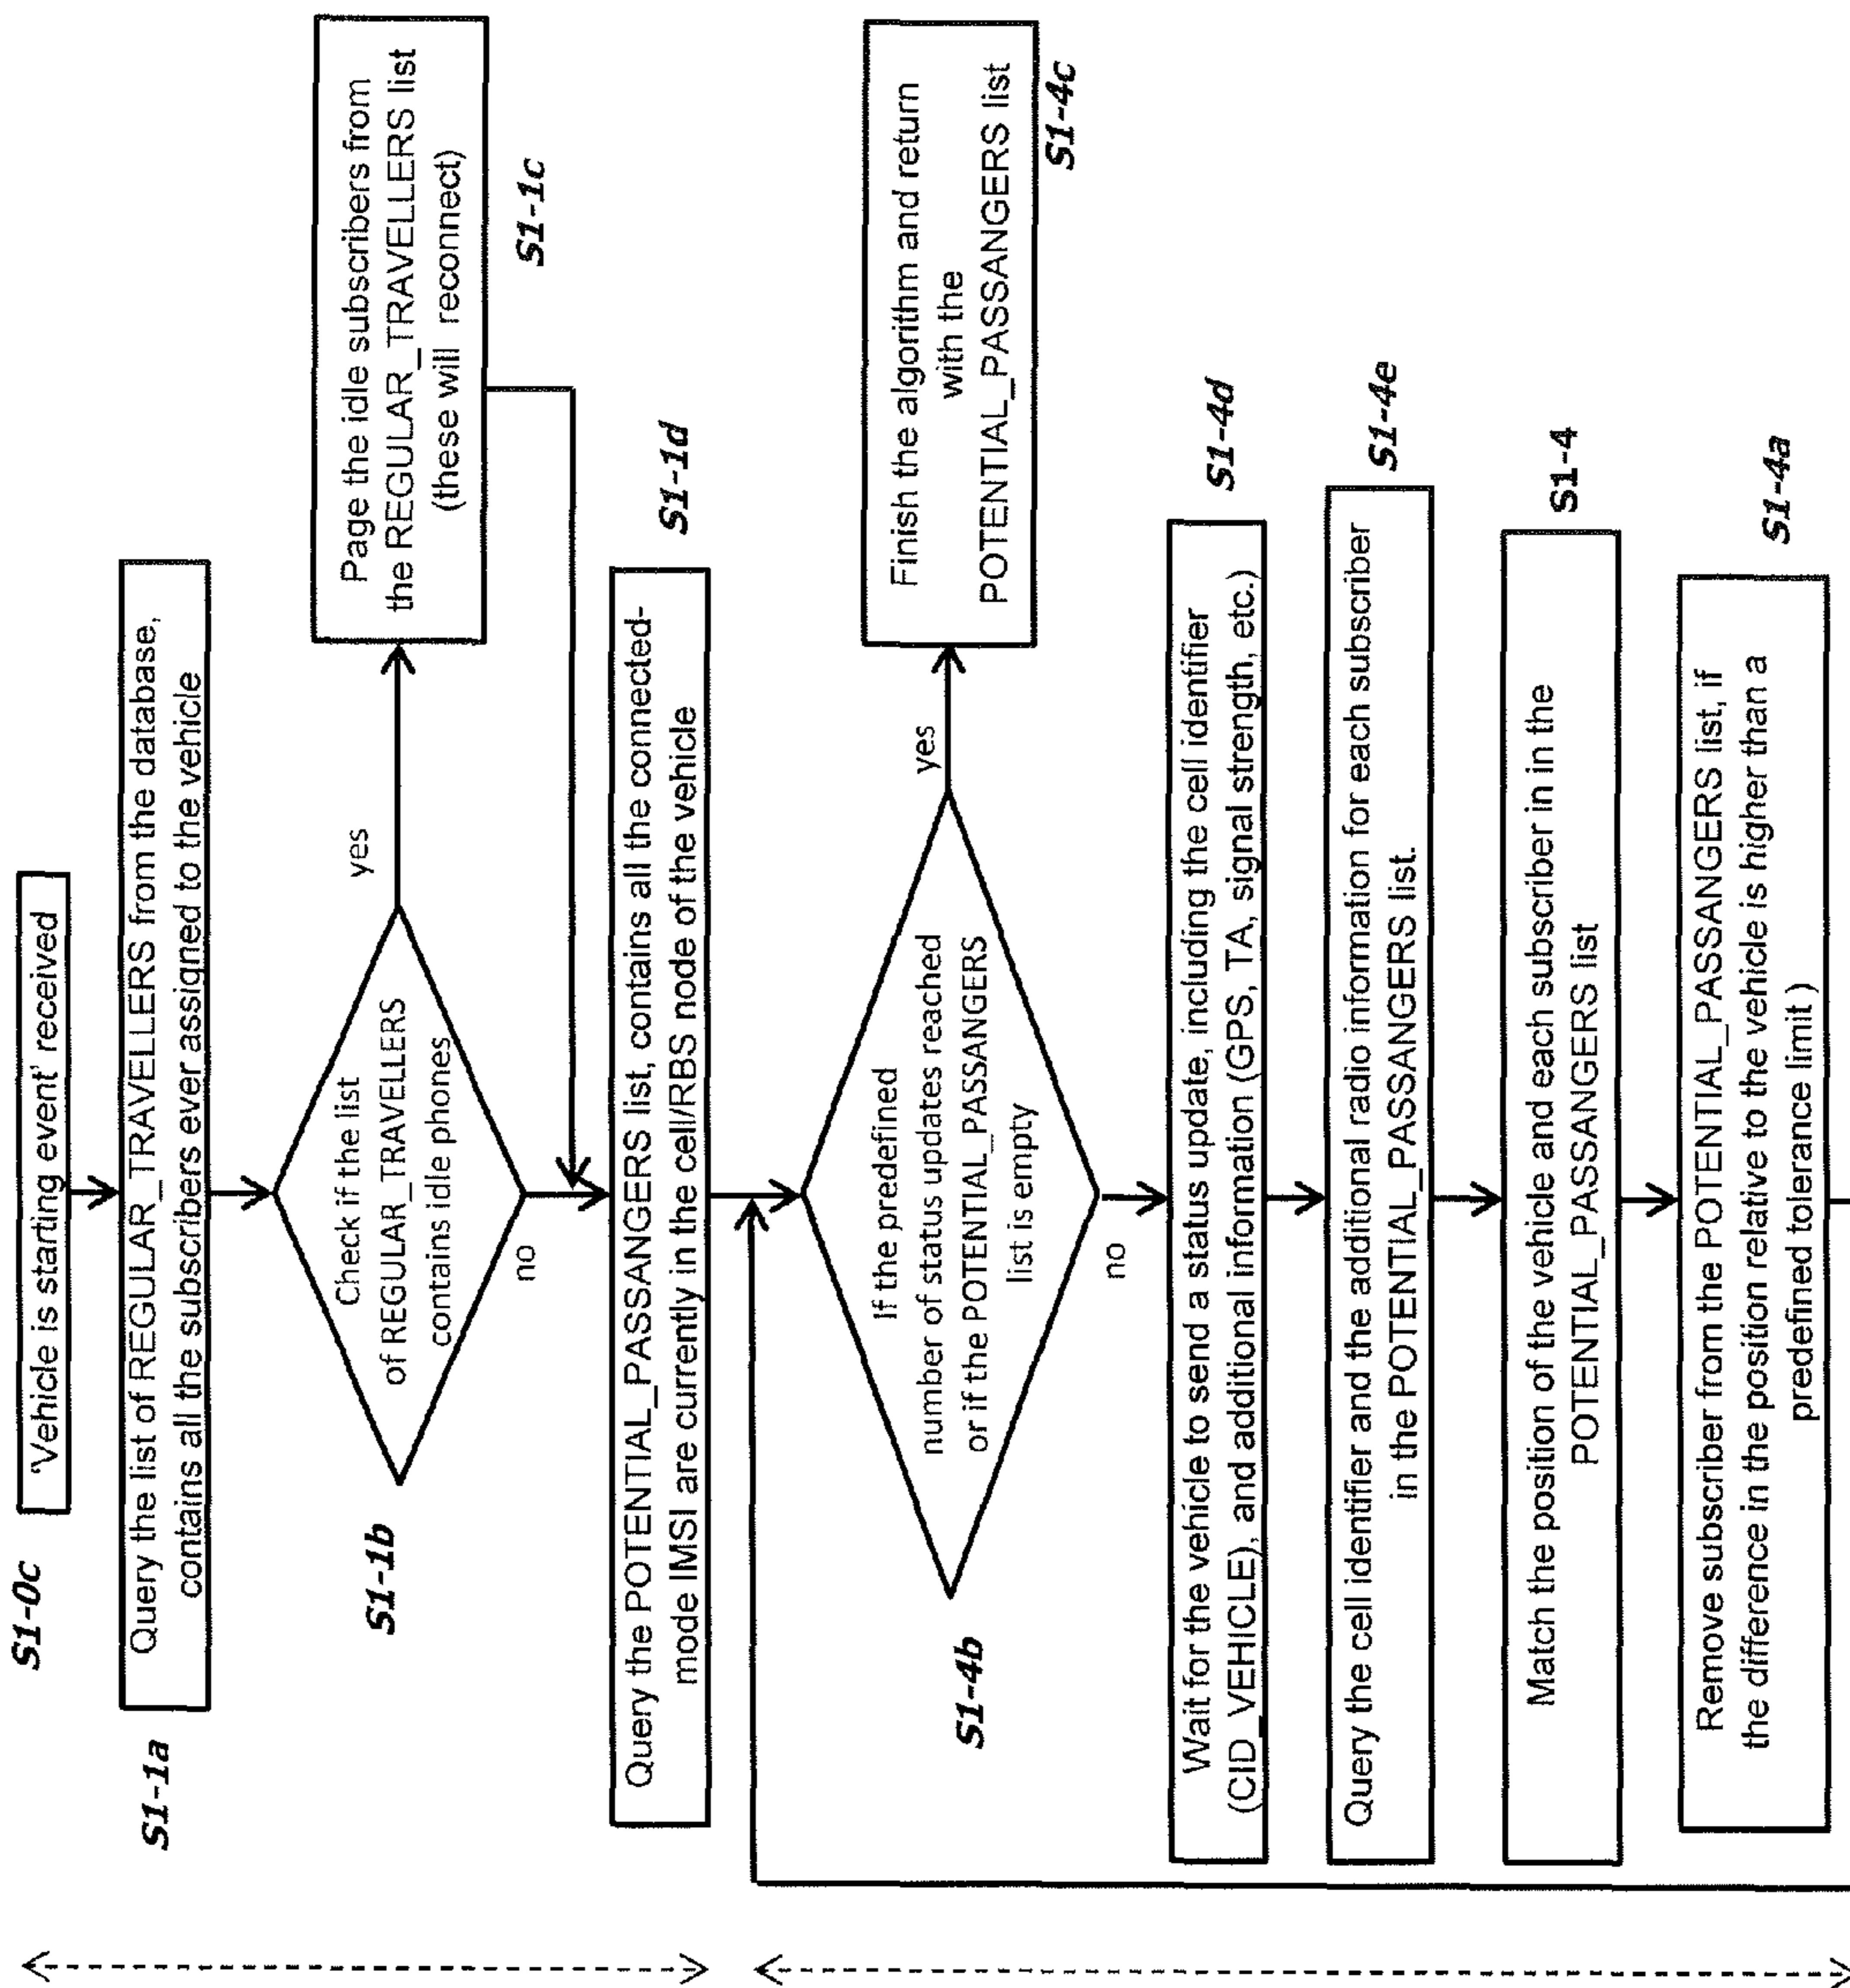 S1-0c
'Vehicle is starting event' received
S1-1a
Query the list of REGULAR_TRAVELLERS from the database,
contains all the subscribers ever assigned to the vehicle
S1-1b
Check if the list
of REGULAR_TRAVELLERS
contains idle phones
yes
no
Page the idle subscribers from
the REGULAR_TRAVELLERS list
(these will reconnect)
S1-1c
S1-1d
Query the POTENTIAL_PASSANGERS list, contains all the connected-
mode IMSI are currently in the cell/RBS node of the vehicle
S1-4b
If the predefined
number of status updates reached
or if the POTENTIAL_PASSANGERS
list is empty
yes
no
Finish the algorithm and return
with the
POTENTIAL_PASSANGERS list
S1-4c
S1-4d
Wait for the vehicle to send a status update, including the cell identifier
(CID_VEHICLE), and additional information (GPS, TA, signal strength, etc.)
S1-4e
Query the cell identifier and the additional radio information for each subscriber
in the POTENTIAL_PASSANGERS list.
S1-4
Match the position of the vehicle and each subscriber in in the
POTENTIAL_PASSANGERS list
S1-4a
Remove subscriber from the POTENTIAL_PASSANGERS list, if
the difference in the position relative to the vehicle is higher than a
predefined tolerance limit )